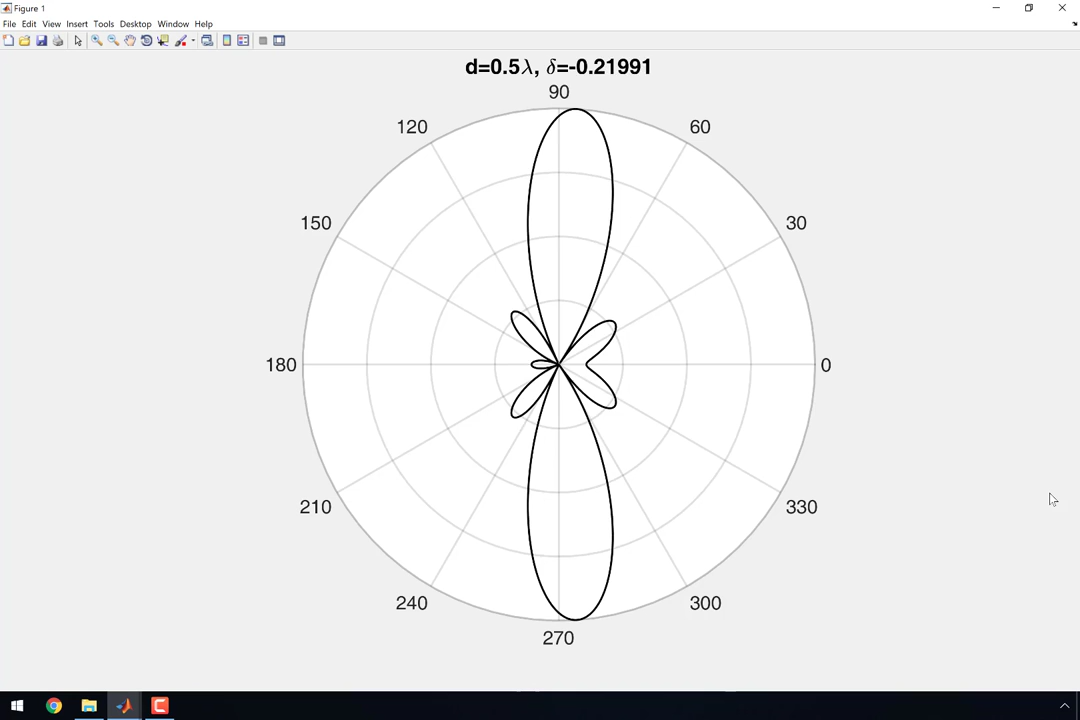 Figure 1
File Edit View Insert Tools Desktop Window Help
d=0.5λ, δ=-0.21991
90
120 60
150 30
180 0
210 330
240 300
270